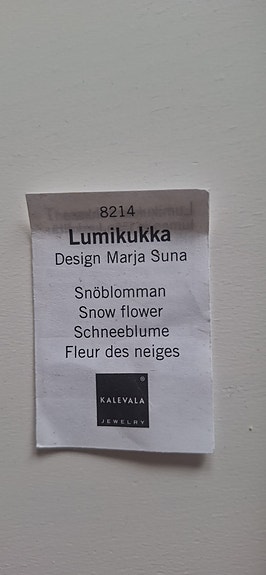 8214
Lumikukka
Design Marja Suna
Snöblomman
Snow flower
Schneeblume
Fleur des neiges
®
KALEVALA
JEWELRY